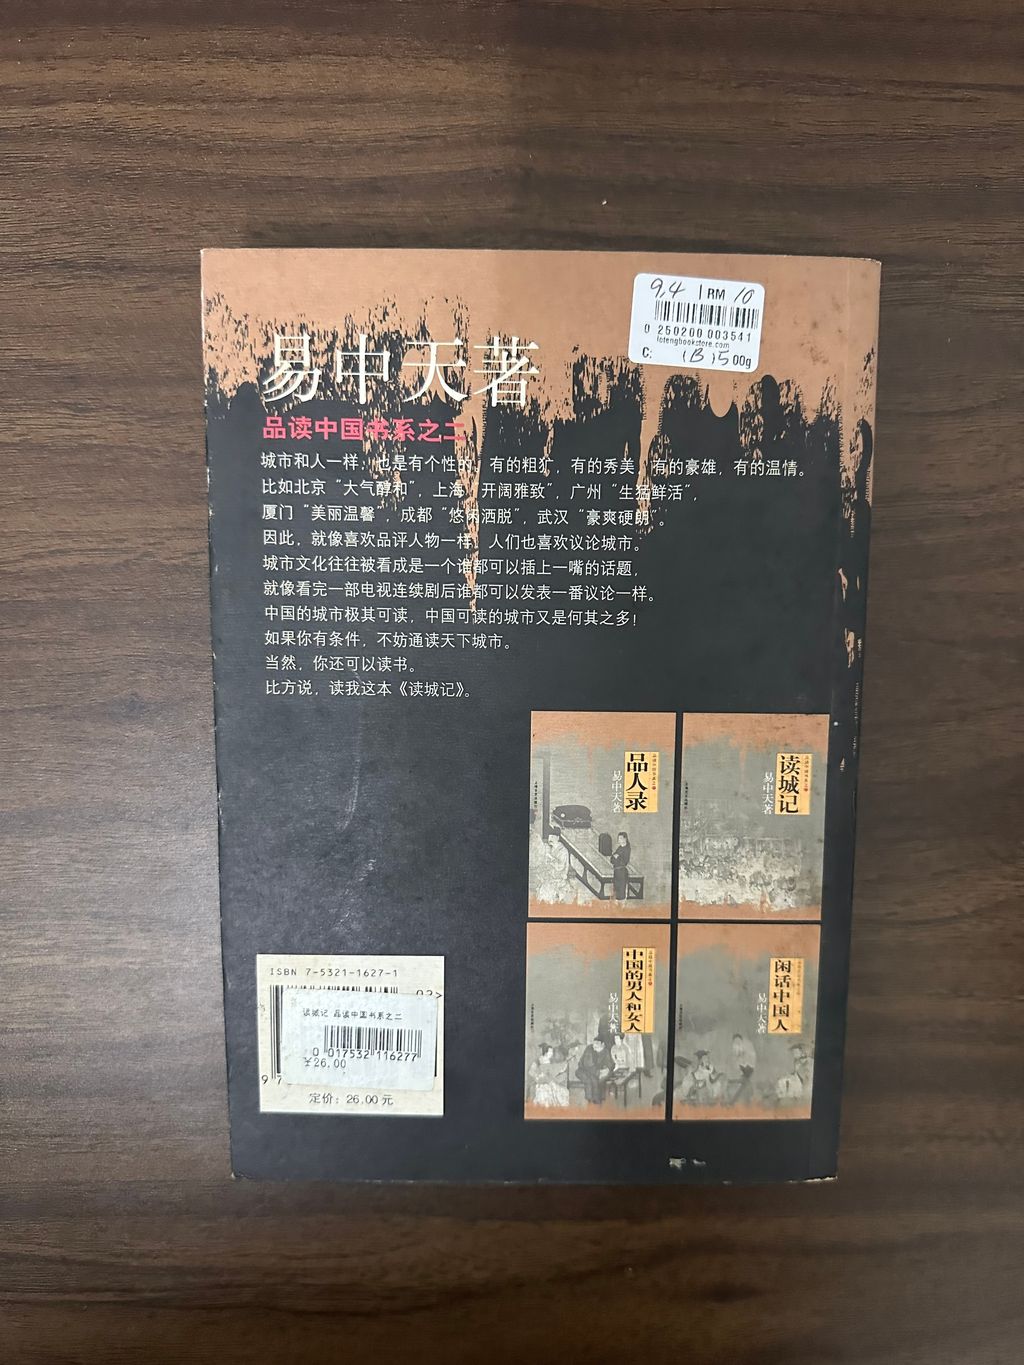 9.4 | RM 10
0 250200 003541
lotengbookstore.com
C: (B) 500g
易中天著
品读中国书系之二
城市和人一样，也是有个性的，有的粗犷，有的秀美，有的豪雄，有的温情。
比如北京“大气醇和”，上海“开阔雅致”，广州“生猛鲜活”，
厦门“美丽温馨”，成都“悠闲洒脱”，武汉“豪爽硬朗”。
因此，就像喜欢品评人物一样，人们也喜欢议论城市。
城市文化往往被看成是一个谁都可以插上一嘴的话题，
就像看完一部电视连续剧后谁都可以发表一番议论一样。
中国的城市极其可读，中国可读的城市又是何其之多！
如果你有条件，不妨通读天下城市。
当然，你还可以读书。
比方说，读我这本《读城记》。
品人录
易中天著
读城记
易中天著
中国的男人和女人
易中天著
闲话中国人
易中天著
ISBN 7-5321-1627-1
02>
读城记 品读中国书系之二
0 017532 116277
￥26.00
97
定价：26.00元